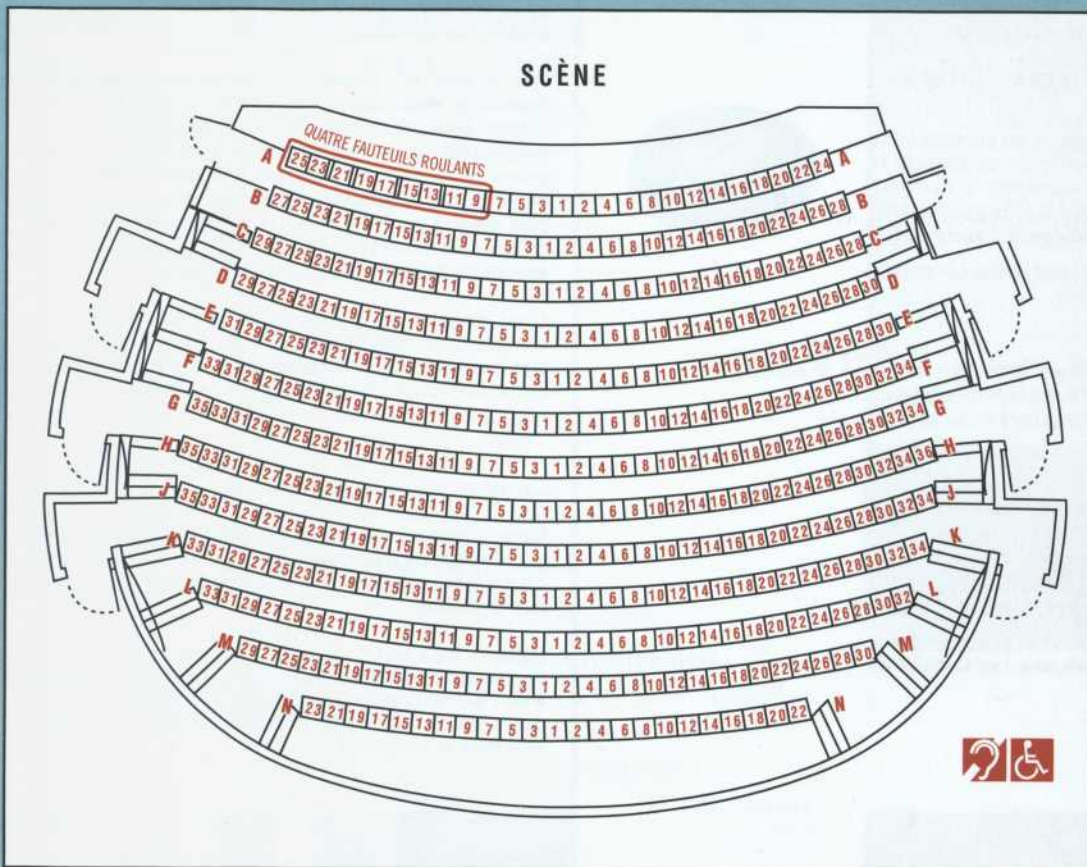 SCÈNE
QUATRE FAUTEUILS ROULANTS
A 25 23 21 19 17 15 13 11 9 7 5 3 1 2 4 6 8 10 12 14 16 18 20 22 24 A
B 27 25 23 21 19 17 15 13 11 9 7 5 3 1 2 4 6 8 10 12 14 16 18 20 22 24 26 28 B
C 29 27 25 23 21 19 17 15 13 11 9 7 5 3 1 2 4 6 8 10 12 14 16 18 20 22 24 26 28 C
D 29 27 25 23 21 19 17 15 13 11 9 7 5 3 1 2 4 6 8 10 12 14 16 18 20 22 24 26 28 30 D
E 31 29 27 25 23 21 19 17 15 13 11 9 7 5 3 1 2 4 6 8 10 12 14 16 18 20 22 24 26 28 30 E
F 33 31 29 27 25 23 21 19 17 15 13 11 9 7 5 3 1 2 4 6 8 10 12 14 16 18 20 22 24 26 28 30 32 34 F
G 35 33 31 29 27 25 23 21 19 17 15 13 11 9 7 5 3 1 2 4 6 8 10 12 14 16 18 20 22 24 26 28 30 32 34 G
H 35 33 31 29 27 25 23 21 19 17 15 13 11 9 7 5 3 1 2 4 6 8 10 12 14 16 18 20 22 24 26 28 30 32 34 36 H
J 35 33 31 29 27 25 23 21 19 17 15 13 11 9 7 5 3 1 2 4 6 8 10 12 14 16 18 20 22 24 26 28 30 32 34 J
K 33 31 29 27 25 23 21 19 17 15 13 11 9 7 5 3 1 2 4 6 8 10 12 14 16 18 20 22 24 26 28 30 32 34 K
L 33 31 29 27 25 23 21 19 17 15 13 11 9 7 5 3 1 2 4 6 8 10 12 14 16 18 20 22 24 26 28 30 32 L
M 29 27 25 23 21 19 17 15 13 11 9 7 5 3 1 2 4 6 8 10 12 14 16 18 20 22 24 26 28 30 M
N 23 21 19 17 15 13 11 9 7 5 3 1 2 4 6 8 10 12 14 16 18 20 22 N